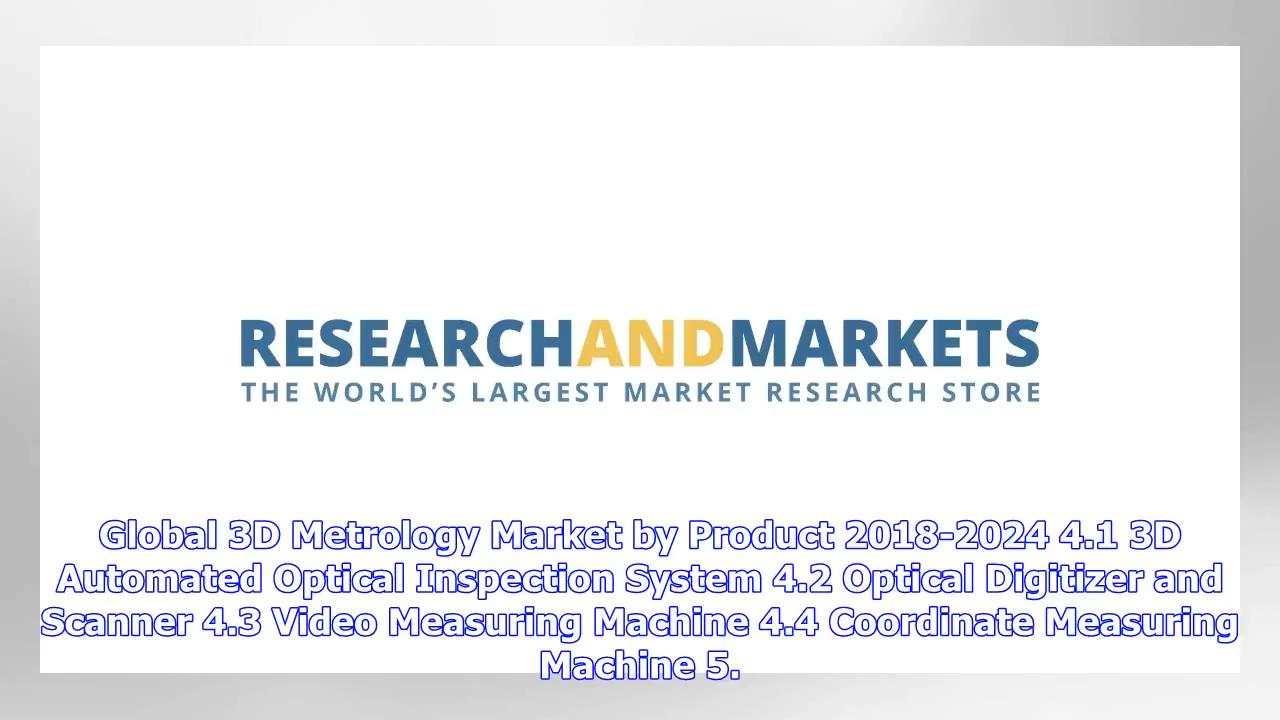 RESEARCHANDMARKETS
THE WORLD'S LARGEST MARKET RESEARCH STORE
Global 3D Metrology Market by Product 2018-2024 4.1 3D
Automated Optical Inspection System 4.2 Optical Digitizer and
Scanner 4.3 Video Measuring Machine 4.4 Coordinate Measuring
Machine 5.